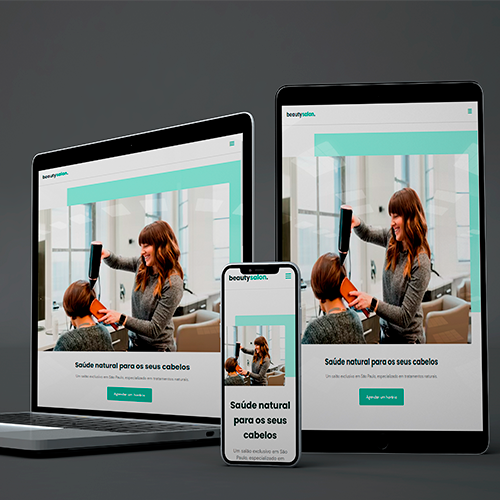 beautysalon.
Saúde natural para os seus cabelos
Um salão exclusivo em São Paulo, especializado em tratamentos naturais.
Agendar um horário
beautysalon.
Saúde natural
para os seus
cabelos
Um salão exclusivo em São
Paulo, especializado em
beautysalon.
Saúde natural para os seus cabelos
Um salão exclusivo em São Paulo, especializado em tratamentos naturais.
Agendar um horário